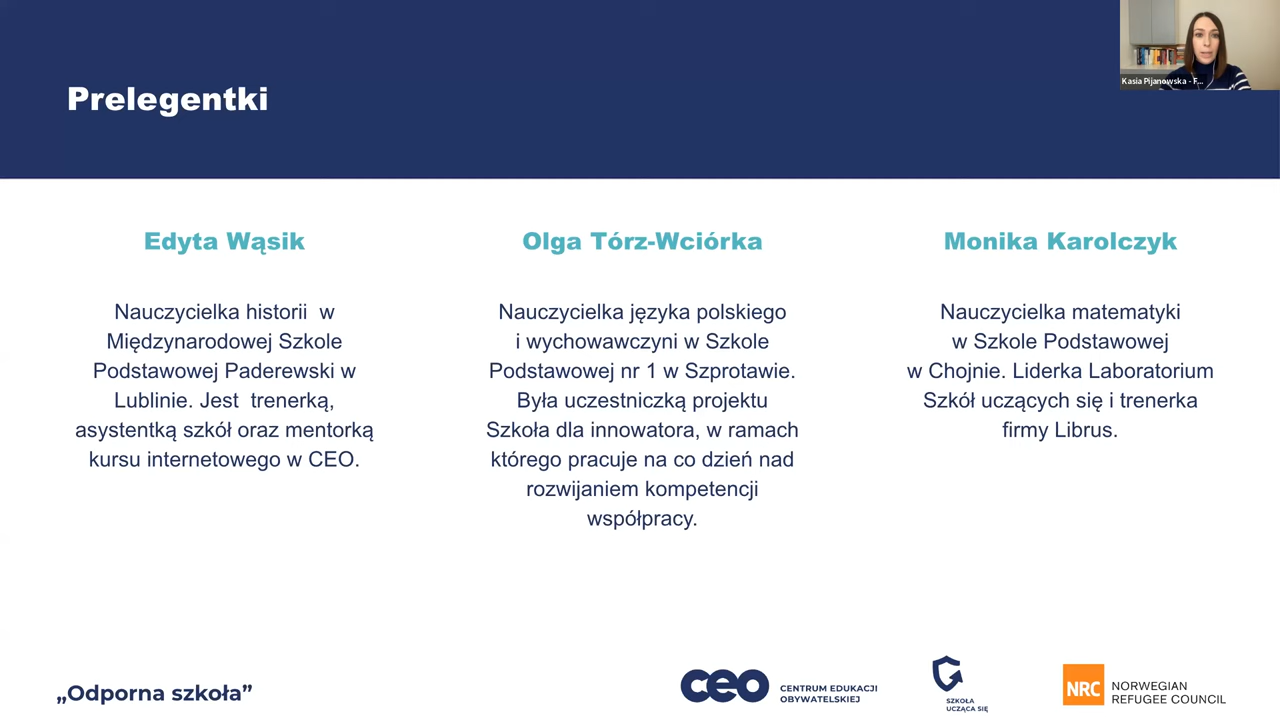 Prelegentki
Kasia Pijanowska - F...
Edyta Wąsik
Nauczycielka historii w
Międzynarodowej Szkole
Podstawowej Paderewski w
Lublinie. Jest trenerką,
asystentką szkół oraz mentorką
kursu internetowego w CEO.
Olga Tórz-Wciórka
Nauczycielka języka polskiego
i wychowawczyni w Szkole
Podstawowej nr 1 w Szprotawie.
Była uczestniczką projektu
Szkoła dla innowatora, w ramach
którego pracuje na co dzień nad
rozwijaniem kompetencji
współpracy.
Monika Karolczyk
Nauczycielka matematyki
w Szkole Podstawowej
w Chojnie. Liderka Laboratorium
Szkół uczących się i trenerka
firmy Librus.
„Odporna szkoła”
ceo
CENTRUM EDUKACJI
OBYWATELSKIEJ
SZKOŁA
UCZĄCA SIĘ
NRC
NORWEGIAN
REFUGEE COUNCIL